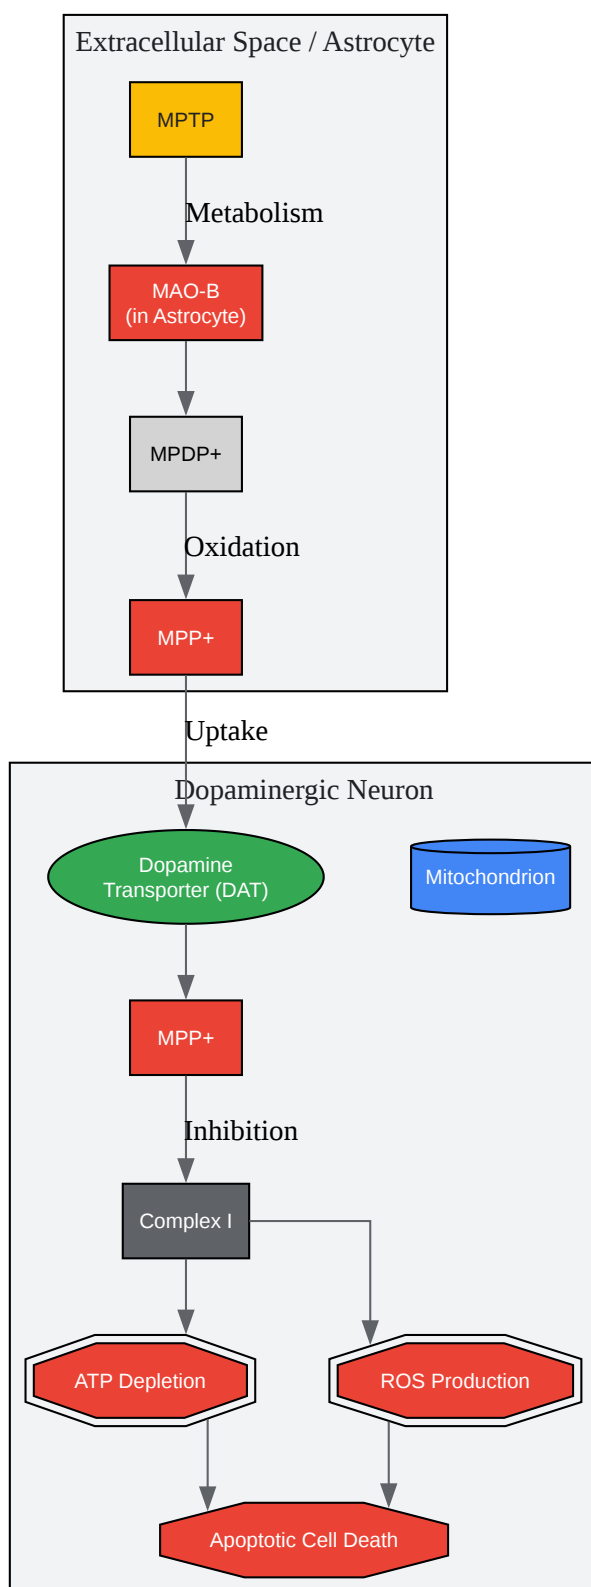 Extracellular Space / Astrocyte
MPTP
Metabolism
MAO-B
(in Astrocyte)
MPDP+
Oxidation
MPP+
Uptake
Dopaminergic Neuron
Dopamine
Transporter (DAT)
Mitochondrion
MPP+
Inhibition
Complex I
ATP Depletion
ROS Production
Apoptotic Cell Death